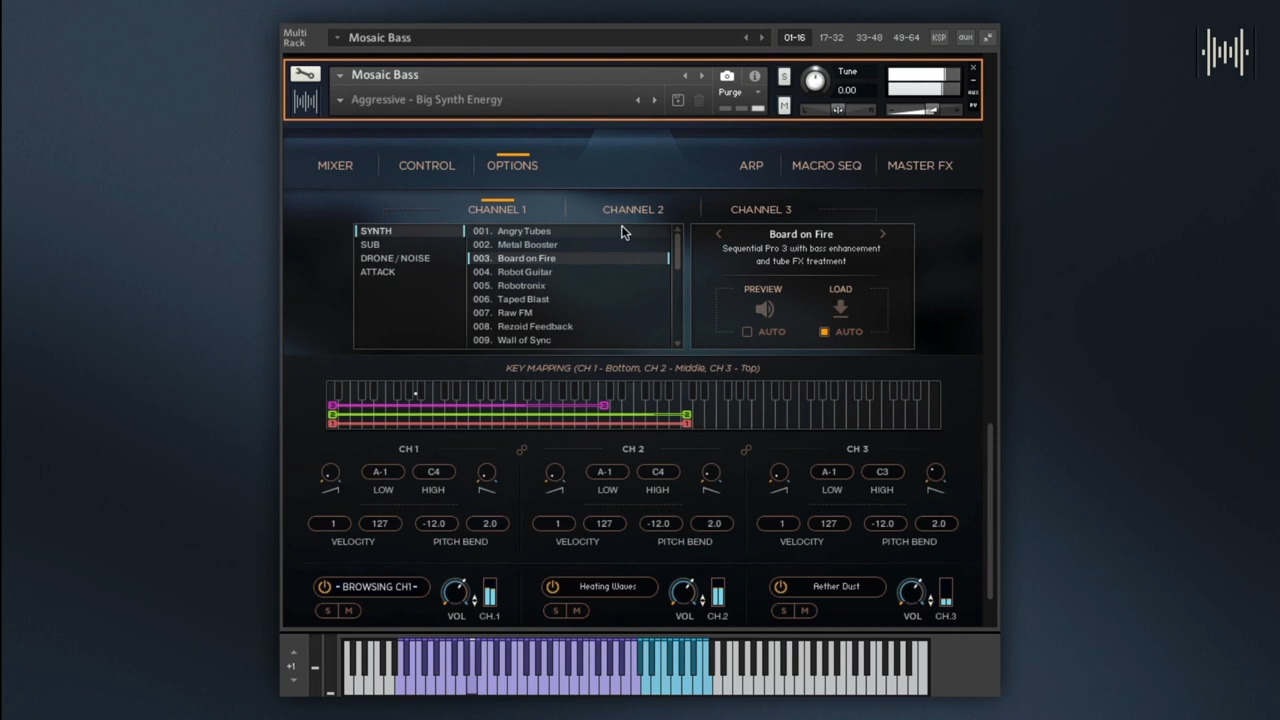 Multi Rack
Mosaic Bass
01-16 17-32 33-48 49-64 KSP aux
Mosaic Bass
Aggressive - Big Synth Energy
Purge
S
M
Tune
0.00
AUX
PV
MIXER CONTROL OPTIONS ARP MACRO SEQ MASTER FX
CHANNEL 1 CHANNEL 2 CHANNEL 3
SYNTH
SUB
DRONE / NOISE
ATTACK
001. Angry Tubes
002. Metal Booster
003. Board on Fire
004. Robot Guitar
005. Robotronix
006. Taped Blast
007. Raw FM
008. Rezoid Feedback
009. Wall of Sync
Board on Fire
Sequential Pro 3 with bass enhancement
and tube FX treatment
PREVIEW LOAD
AUTO AUTO
KEY MAPPING (CH 1 - Bottom, CH 2 - Middle, CH 3 - Top)
3 3
2 2
1 1
CH 1 CH 2 CH 3
A-1 C4 A-1 C4 A-1 C3
LOW HIGH LOW HIGH LOW HIGH
1 127 -12.0 2.0 1 127 -12.0 2.0 1 127 -12.0 2.0
VELOCITY PITCH BEND VELOCITY PITCH BEND VELOCITY PITCH BEND
- BROWSING CH1 - Heating Waves Aether Dust
S M VOL CH.1 S M VOL CH.2 S M VOL CH.3
+1